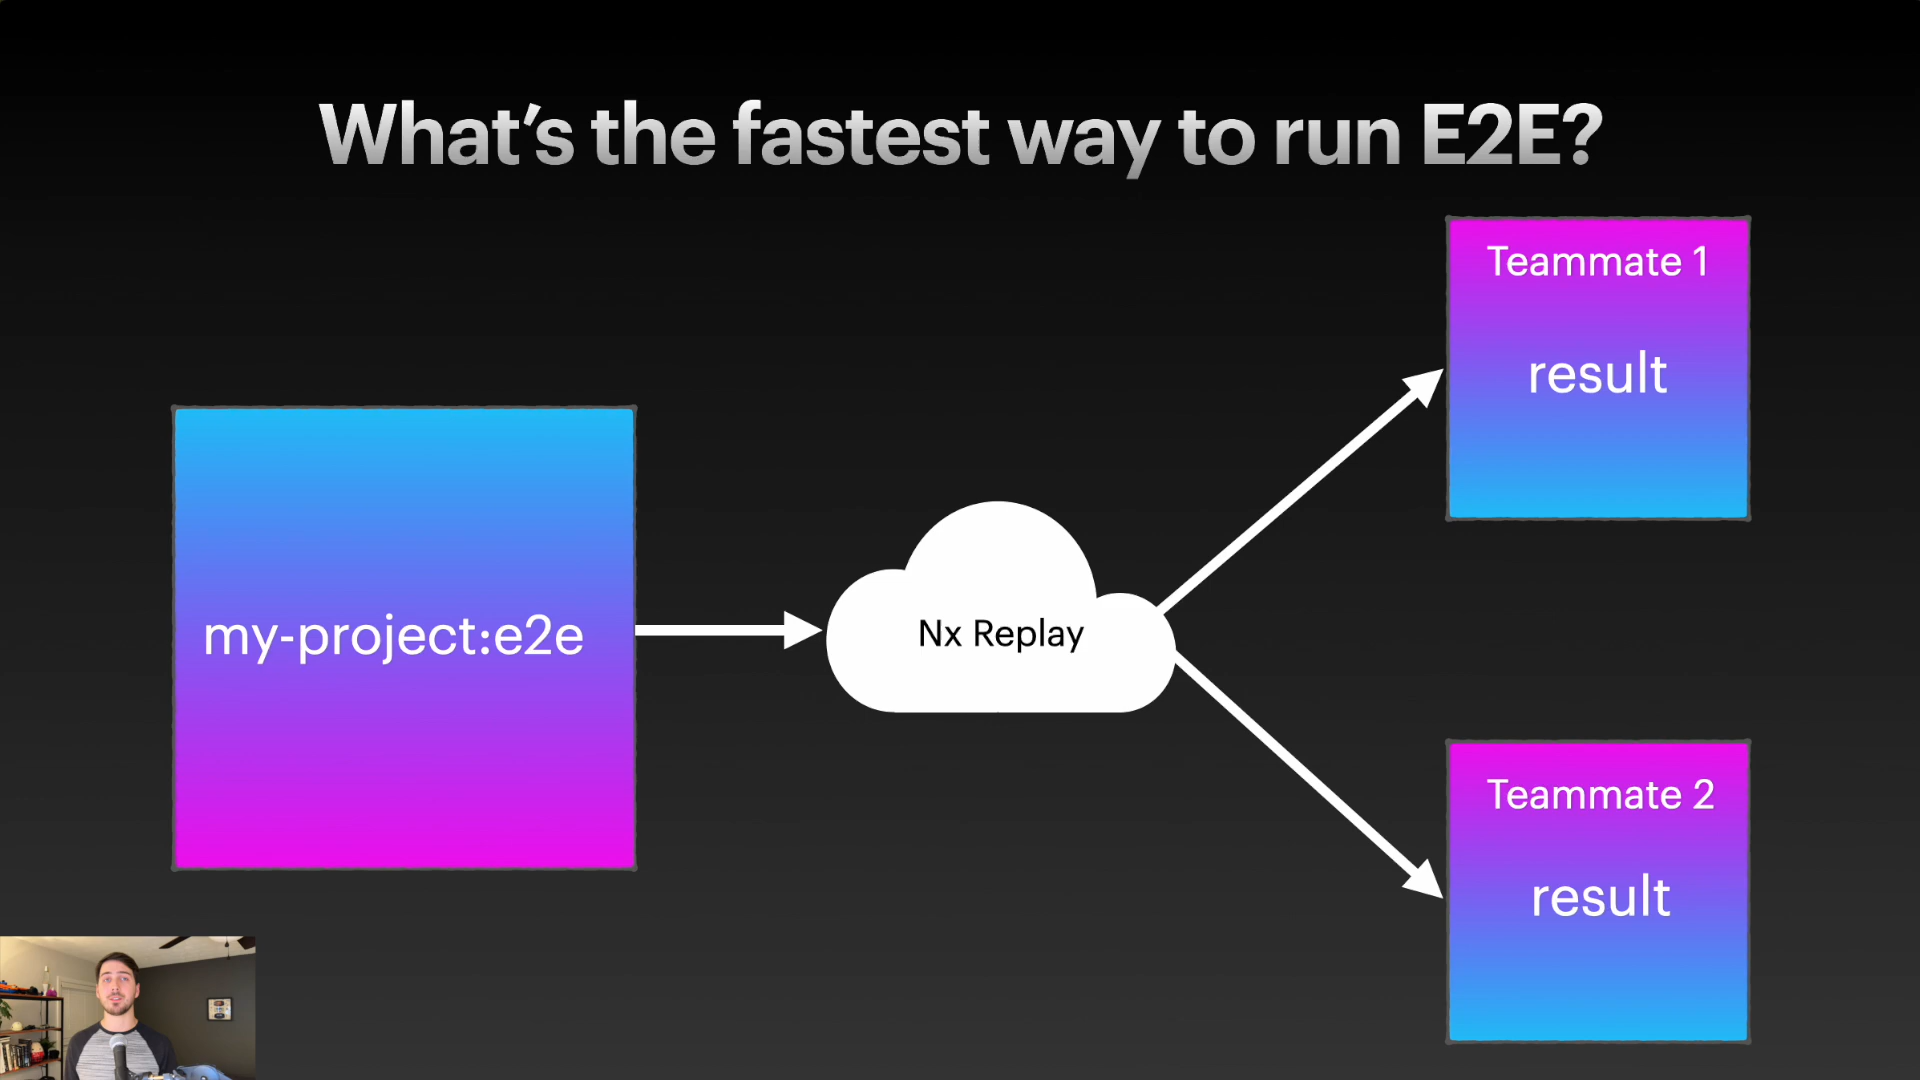 What’s the fastest way to run E2E?
Teammate 1
result
my-project:e2e
Nx Replay
Teammate 2
result